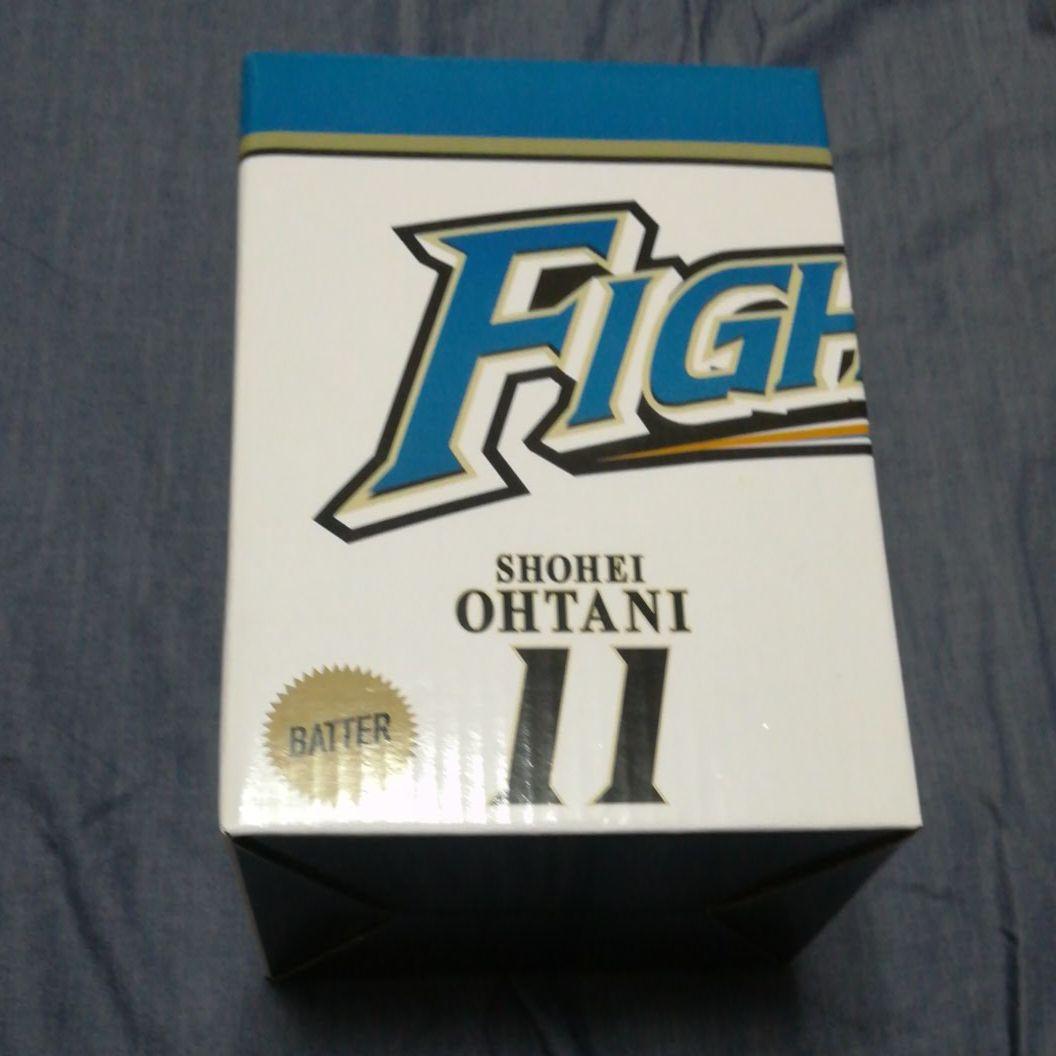 FIGH
SHOHEI
OHTANI
11
BATTER